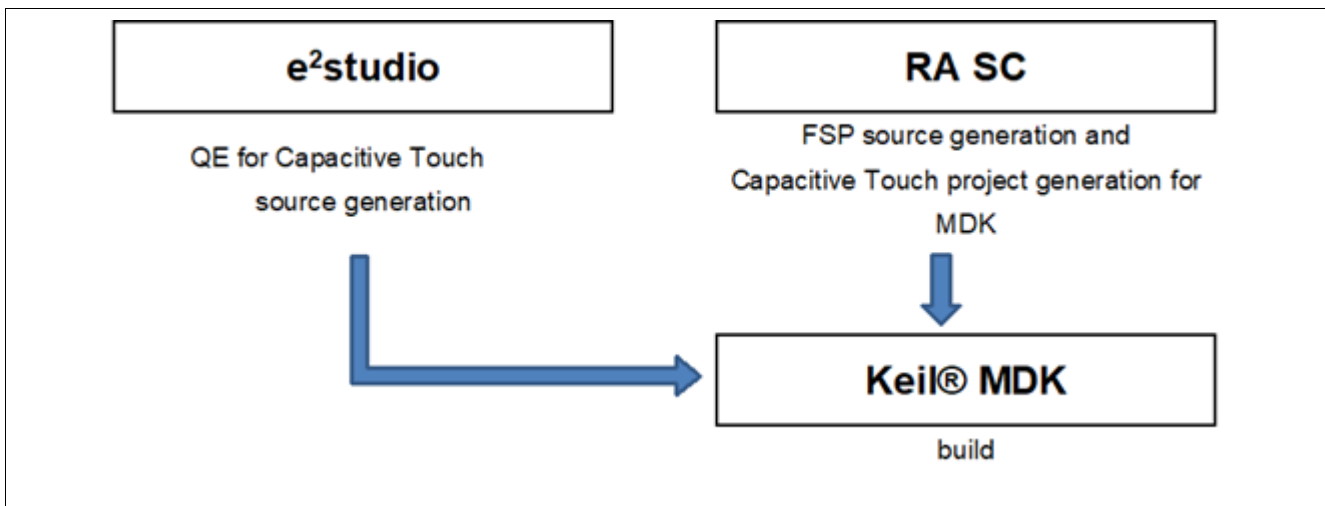 e²studio
QE for Capacitive Touch
source generation
RA SC
FSP source generation and
Capacitive Touch project generation for
MDK
Keil® MDK
build